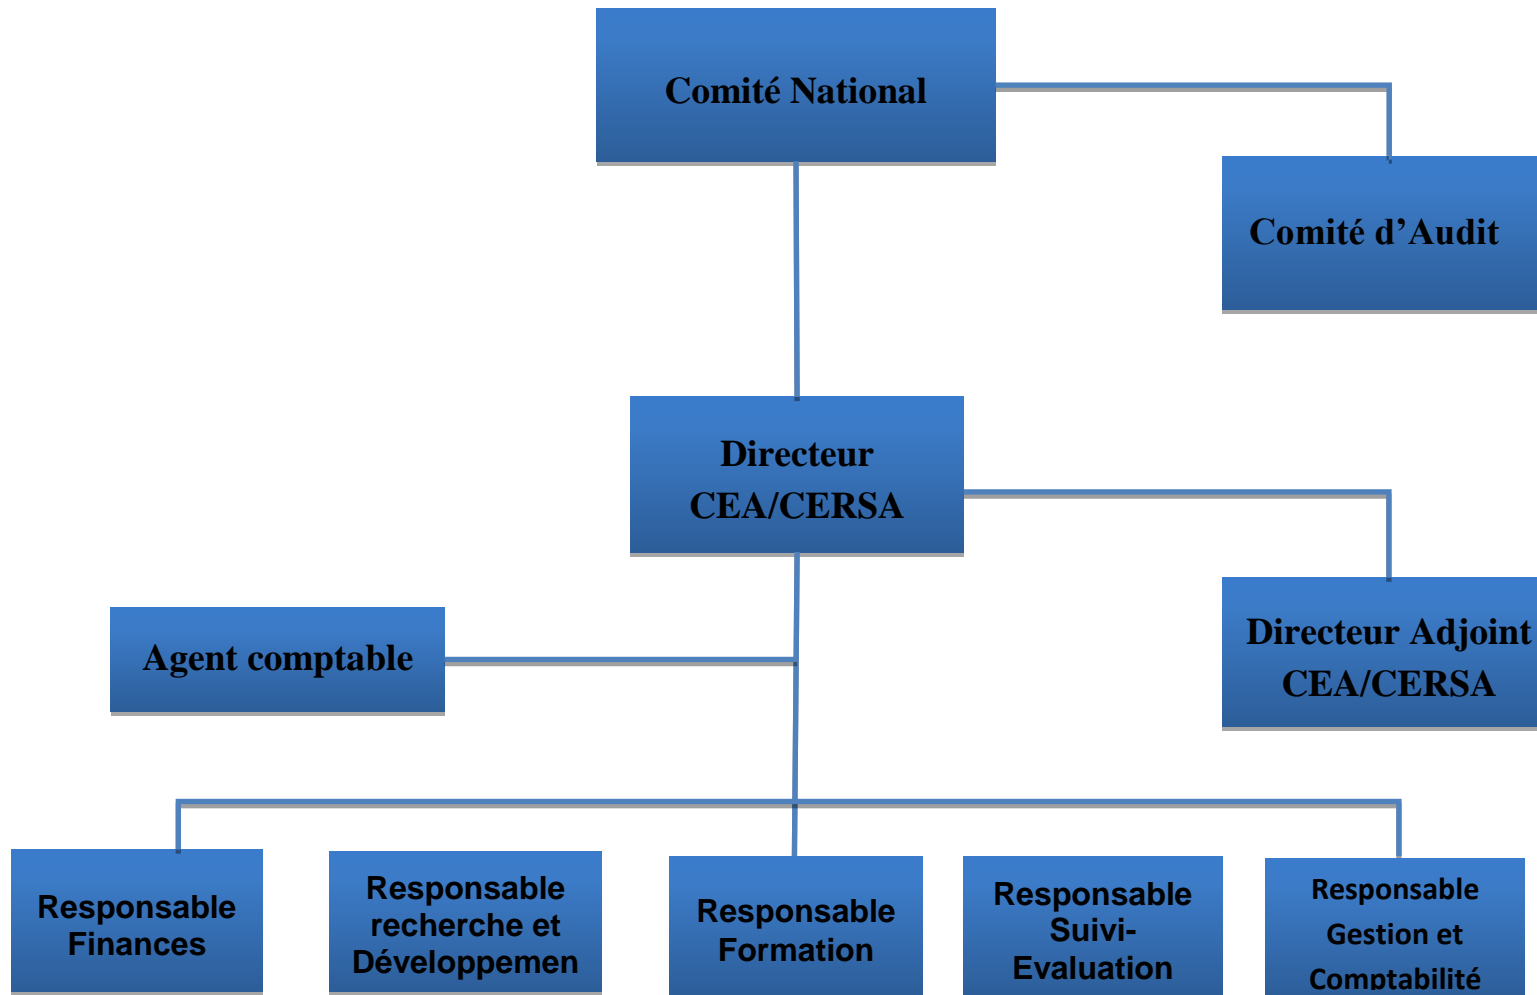 Comité National
Comité d’Audit
Directeur
CEA/CERSA
Agent comptable
Directeur Adjoint
CEA/CERSA
Responsable
Finances
Responsable
recherche et
Développemen
Responsable
Formation
Responsable
Suivi-
Evaluation
Responsable
Gestion et
Comptabilité